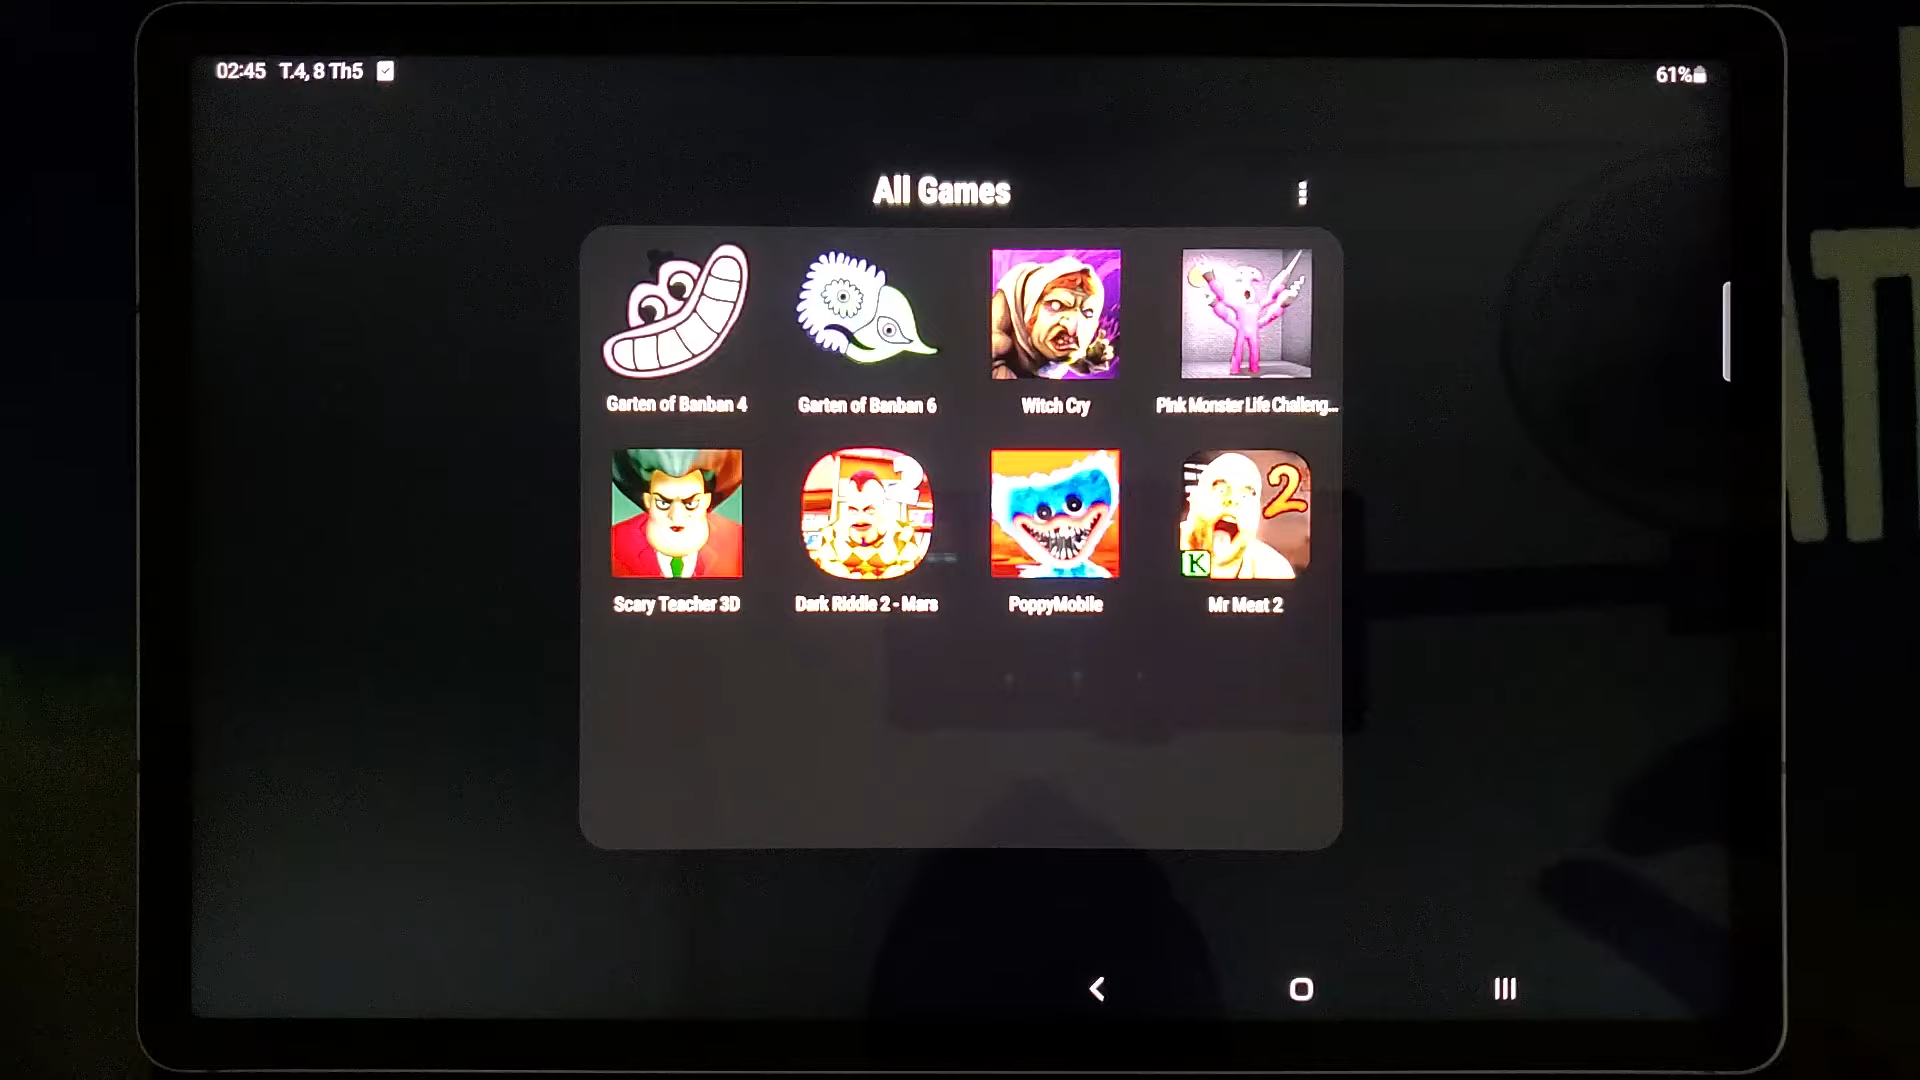 02:45 T.4, 8 Th5
61%
All Games
Garten of Banban 4
Garten of Banban 6
Witch Cry
Pink Monster Life Challeng...
2
K
Scary Teacher 3D
Dark Riddle 2 - Mars
PoppyMobile
Mr Meat 2